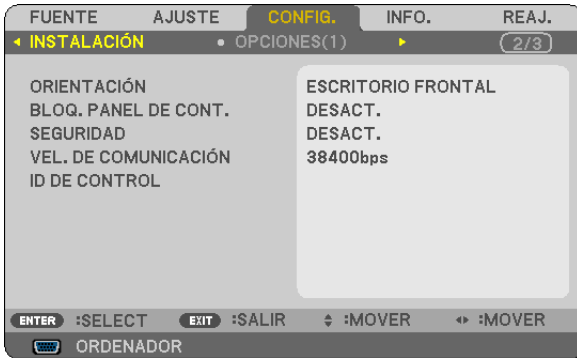 FUENTE AJUSTE CONFIG. INFO. REAJ.
INSTALACIÓN • OPCIONES(1) 2/3
ORIENTACIÓN ESCRITORIO FRONTAL
BLOQ. PANEL DE CONT. DESACT.
SEGURIDAD DESACT.
VEL. DE COMUNICACIÓN 38400bps
ID DE CONTROL
ENTER :SELECT EXIT :SALIR :MOVER :MOVER
ORDENADOR